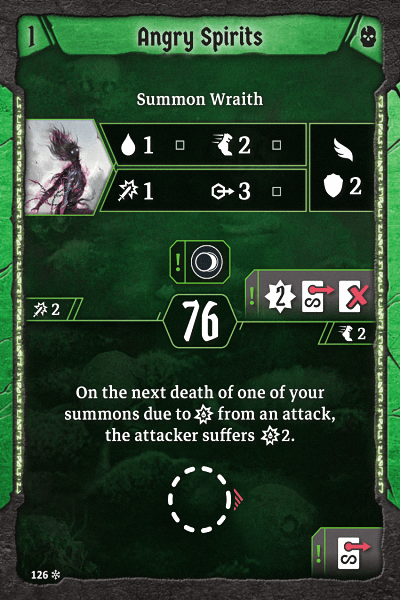 1 Angry Spirits
Summon Wraith
1 2
2
1 3
! 
! 2
2 76
2
On the next death of one of your
summons due to from an attack,
the attacker suffers 2.
!
126